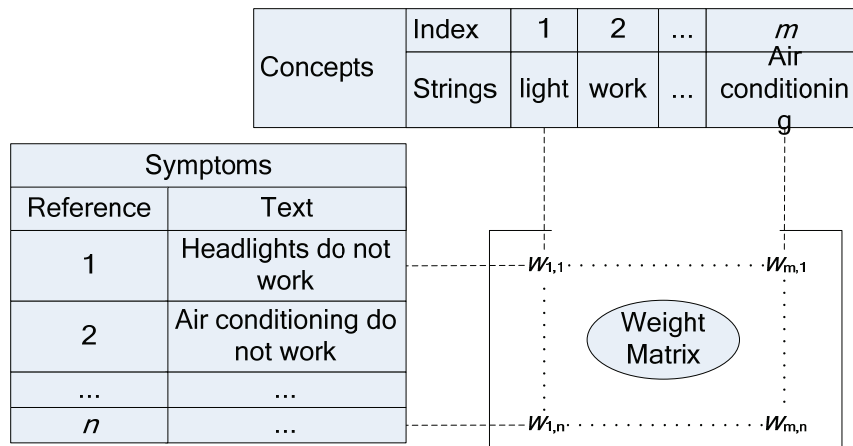 Concepts
Index 1 2 ... m
Strings light work ... Air
conditionin
g
Symptoms
Reference Text
1 Headlights do not
work
2 Air conditioning do
not work
... ...
n ...
w1,1 wm,1
Weight
Matrix
w1,n wm,n